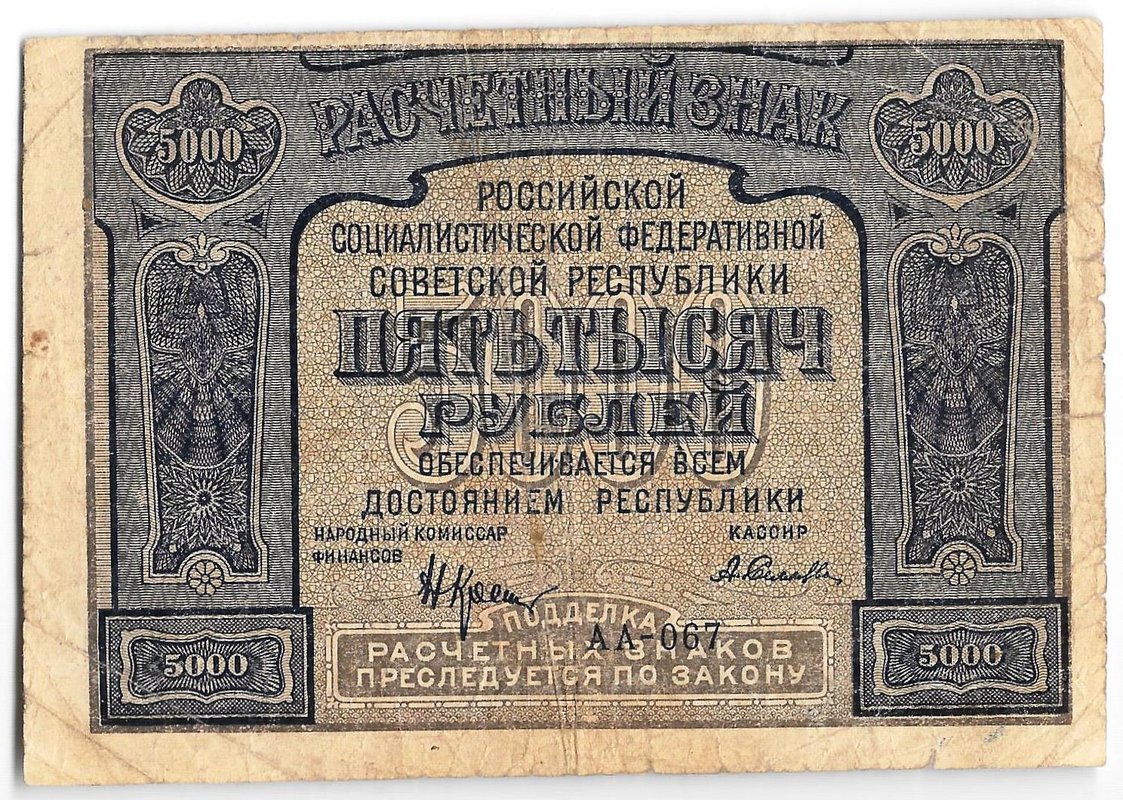 5000 РАСЧЕТНЫЙ ЗНАК 5000
РОССИЙСКОЙ
СОЦИАЛИСТИЧЕСКОЙ ФЕДЕРАТИВНОЙ
СОВЕТСКОЙ РЕСПУБЛИКИ
5000
ПЯТЬ ТЫСЯЧ
РУБЛЕЙ
ОБЕСПЕЧИВАЕТСЯ ВСЕМ
ДОСТОЯНИЕМ РЕСПУБЛИКИ
НАРОДНЫЙ КОМИССАР
ФИНАНСОВ
КАССИР
ПОДДЕЛКА
АА-067
РАСЧЕТНЫХ ЗНАКОВ
ПРЕСЛЕДУЕТСЯ ПО ЗАКОНУ
5000 5000